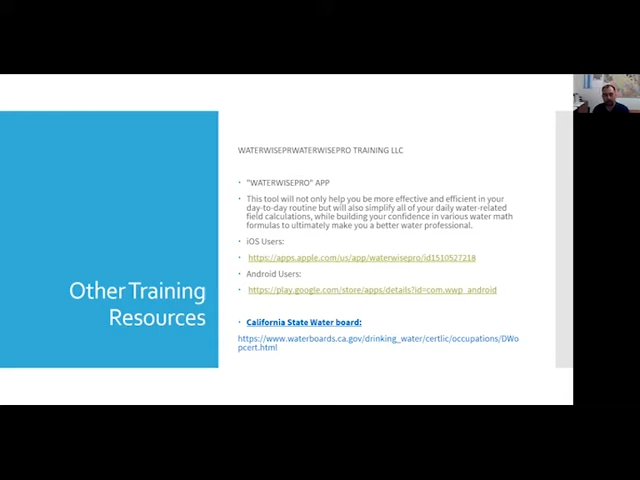 Other Training
Resources
WATERWISEPRWATERWISEPRO TRAINING LLC
• "WATERWISEPRO" APP
• This tool will not only help you be more effective and efficient in your
day-to-day routine but will also simplify all of your daily water-related
field calculations, while building your confidence in various water math
formulas to ultimately make you a better water professional.
• iOS Users:
• https://apps.apple.com/us/app/waterwisepro/id1510527218
• Android Users:
• https://play.google.com/store/apps/details?id=com.wwp_android
• California State Water board:
https://www.waterboards.ca.gov/drinking_water/certlic/occupations/DWo
pcert.html